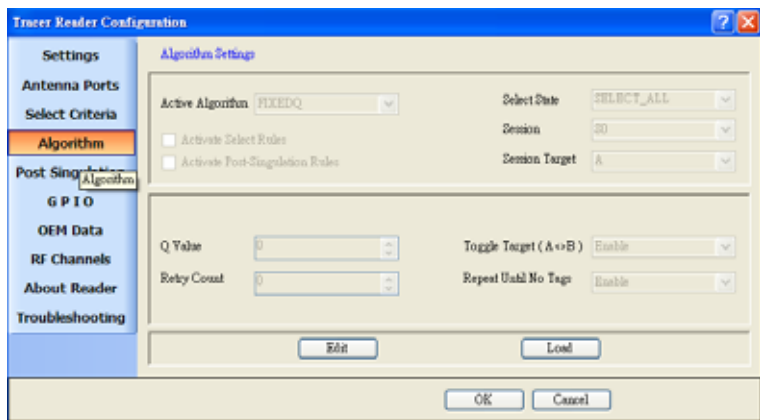 Tracer Reader Configuration
Settings
Antenna Ports
Select Criteria
Algorithm
Post Singulation
Algorithm
GPIO
OEM Data
RF Channels
About Reader
Troubleshooting
Algorithm Settings
Active Algorithm FIXEDQ
Activate Select Rules
Activate Post-Singulation Rules
Select State SELECT_ALL
Session S0
Session Target A
Q Value 0
Retry Count 0
Toggle Target ( A<>B ) Enable
Repeat Until No Tags Enable
Edit
Load
OK
Cancel